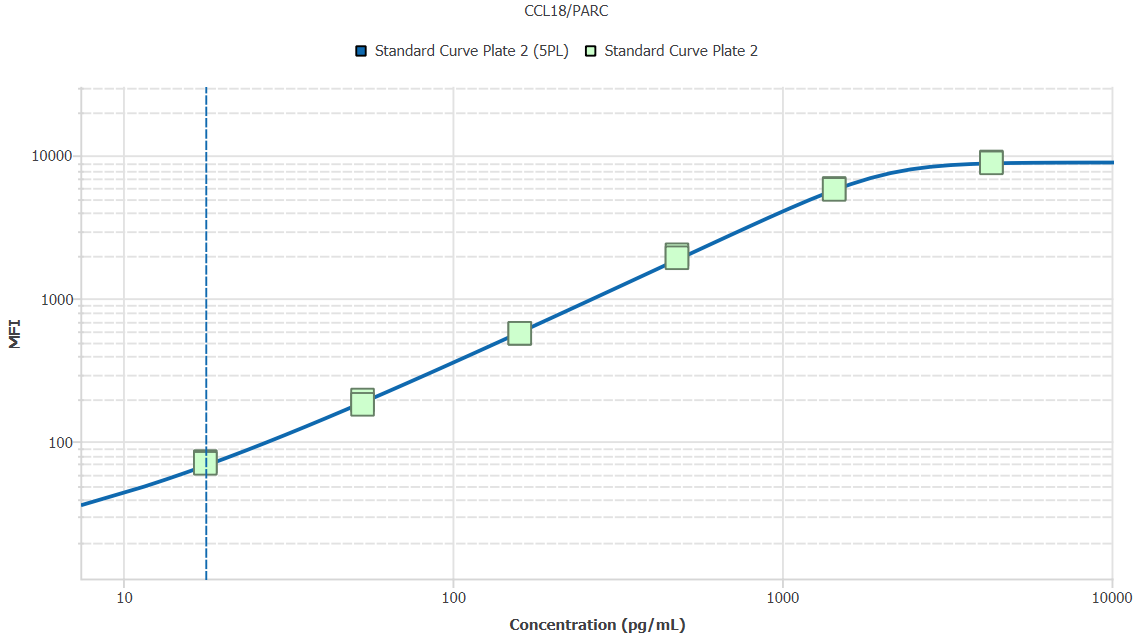 CCL18/PARC
Standard Curve Plate 2 (5PL) Standard Curve Plate 2
10000
1000
100
MFI
10 100 1000 10000
Concentration (pg/mL)